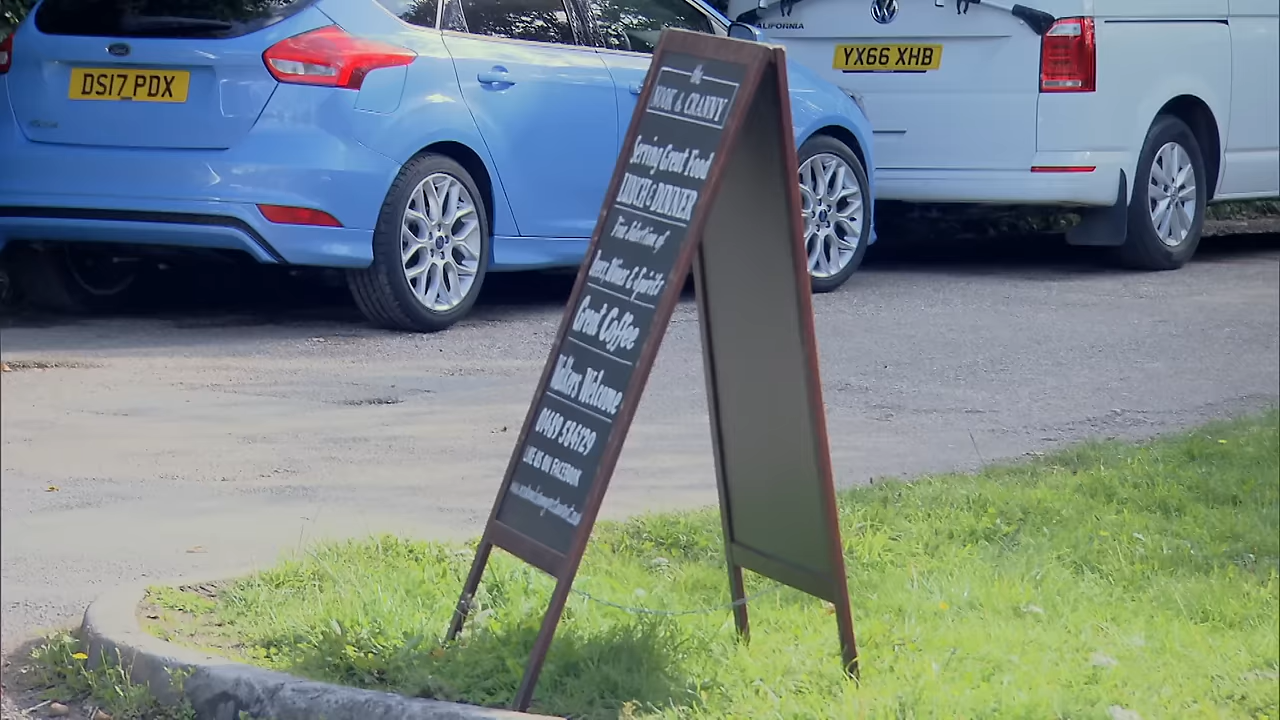 DS17 PDX
CALIFORNIA
YX66 XHB
the
NOOK & CRANNY
Serving Great Food
LUNCH & DINNER
Fine Selection of
Beers, Wines & Spirits
Great Coffee
Walkers Welcome
01489 584129
LIKE US ON FACEBOOK